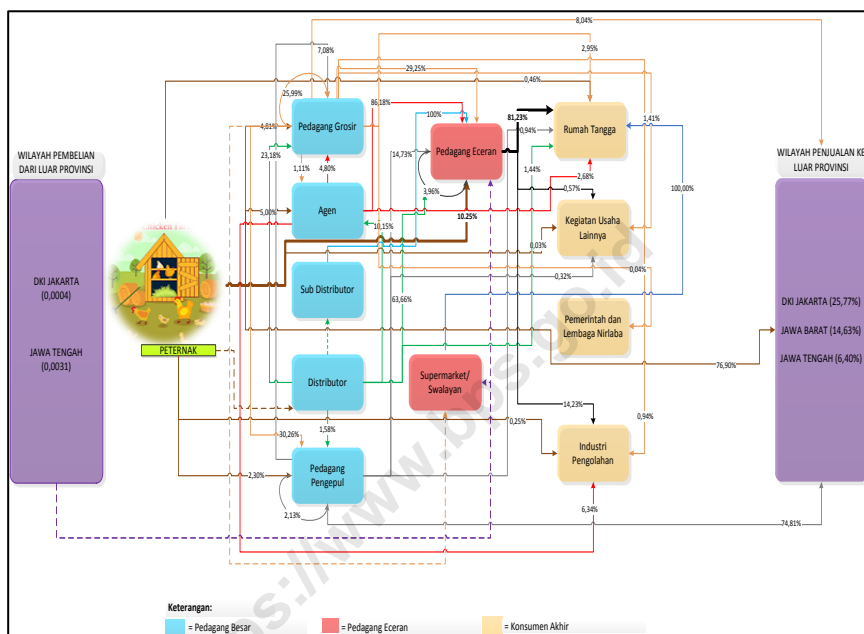 8,04%
7,08%
2,95%
29,25%
0,46%
25,99%
86,18%
100%
81,23%
1,41%
4,81%
Pedagang Grosir
Pedagang Eceran
Rumah Tangga
0,94%
WILAYAH PEMBELIAN
DARI LUAR PROVINSI
WILAYAH PENJUALAN KE
LUAR PROVINSI
23,18%
14,73%
1,11%
4,80%
1,44%
2,68%
100,00%
3,96%
0,57%
5,00%
Agen
10.25%
Kegiatan Usaha
Lainnya
10,15%
0,03%
0,32%
0,04%
DKI JAKARTA
(0,0004)
Sub Distributor
63,66%
DKI JAKARTA (25,77%)
Pemerintah dan
Lembaga Nirlaba
JAWA BARAT (14,63%)
JAWA TENGAH
(0,0031)
PETERNAK
JAWA TENGAH (6,40%)
76,90%
Distributor
Supermarket/
Swalayan
14,23%
1,58%
0,25%
0,94%
30,26%
Industri
Pengolahan
Pedagang
Pengepul
2,30%
2,13%
6,34%
74,81%
Keterangan:
= Pedagang Besar
= Pedagang Eceran
= Konsumen Akhir
ps://www.bps.go.id